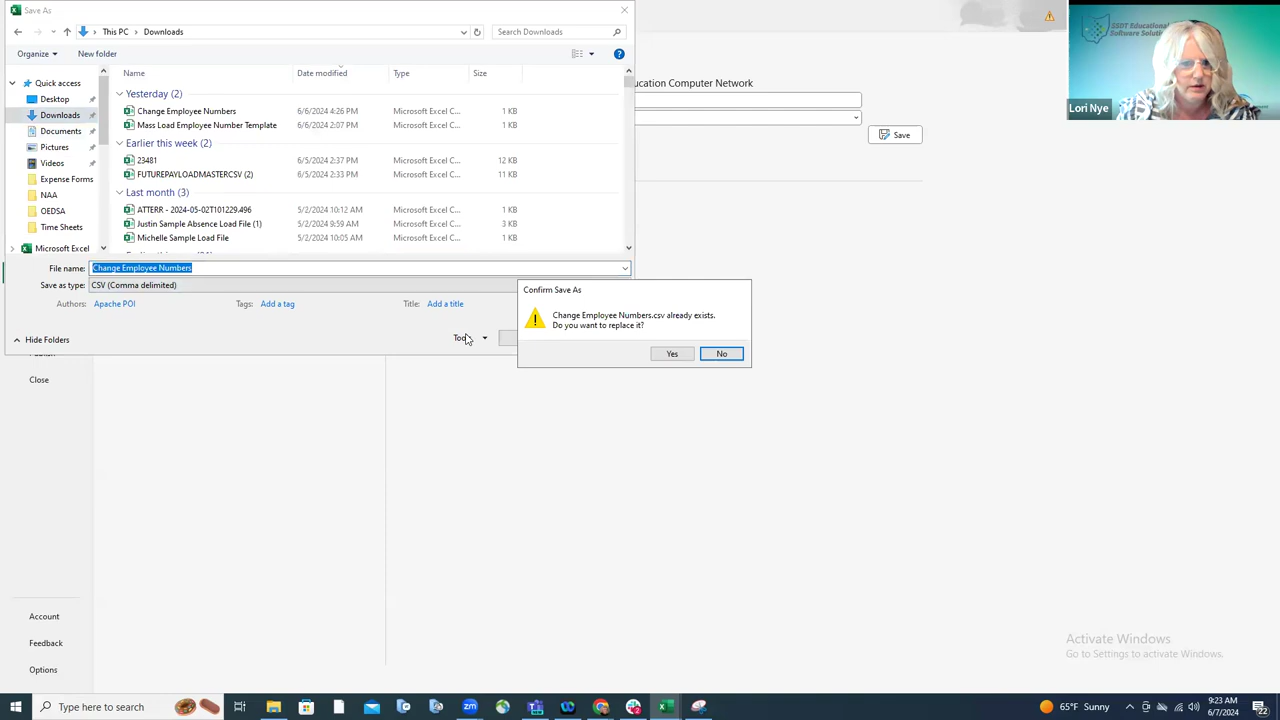 Save As
This PC > Downloads
Search Downloads
Organize
New folder
Name
Date modified
Type
Size
Quick access
Desktop
Downloads
Documents
Pictures
Videos
Expense Forms
NAA
OEDSA
Time Sheets
Microsoft Excel
Yesterday (2)
Change Employee Numbers 6/6/2024 4:26 PM Microsoft Excel C... 1 KB
Mass Load Employee Number Template 6/6/2024 2:07 PM Microsoft Excel C... 1 KB
Earlier this week (2)
23481 6/5/2024 2:37 PM Microsoft Excel C... 12 KB
FUTUREPAYLOADMASTERCSV (2) 6/5/2024 2:33 PM Microsoft Excel C... 11 KB
Last month (3)
ATTERR - 2024-05-02T101229.496 5/2/2024 10:12 AM Microsoft Excel C... 1 KB
Justin Sample Absence Load File (1) 5/2/2024 9:59 AM Microsoft Excel C... 3 KB
Michelle Sample Load File 5/2/2024 10:05 AM Microsoft Excel C... 1 KB
File name: Change Employee Numbers
Save as type: CSV (Comma delimited)
Authors: Apache POI
Tags: Add a tag
Title: Add a title
Hide Folders
Confirm Save As
Change Employee Numbers.csv already exists.
Do you want to replace it?
Yes
No
ucation Computer Network
Save
SSDT Educational
Software Solutio
Lori Nye
Close
Account
Feedback
Options
Activate Windows
Go to Settings to activate Windows.
Type here to search
65°F Sunny
9:23 AM
6/7/2024
22